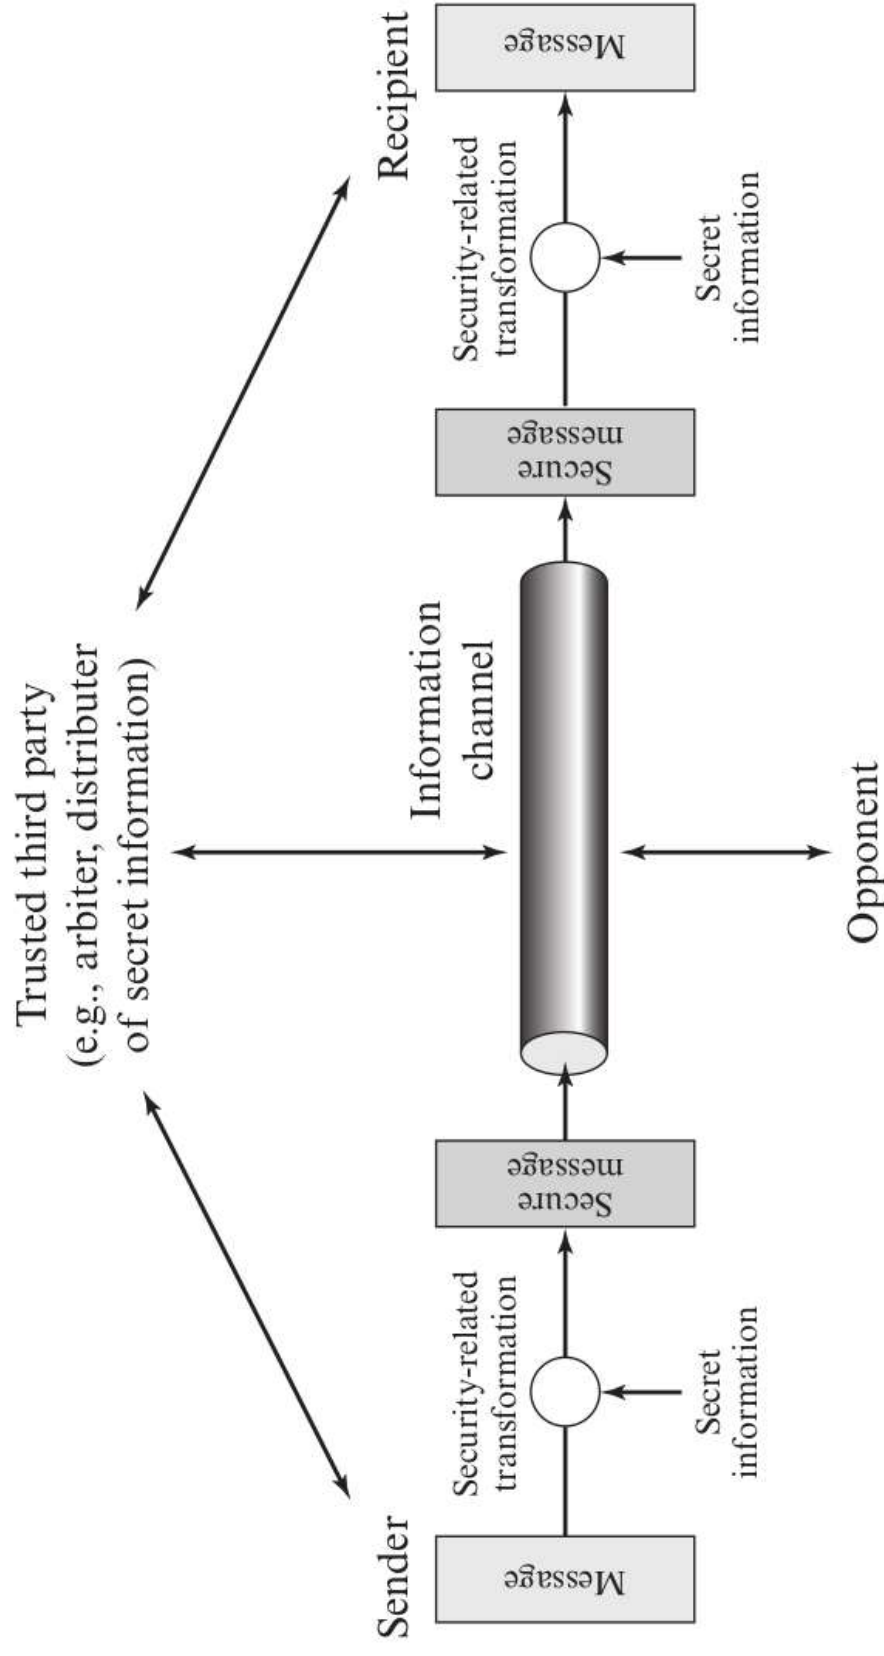 Trusted third party
(e.g., arbiter, distributer
of secret information)
Sender
Recipient
Information
channel
Security-related
transformation
Security-related
transformation
Message
Secure
message
Secure
message
Message
Secret
information
Secret
information
Opponent